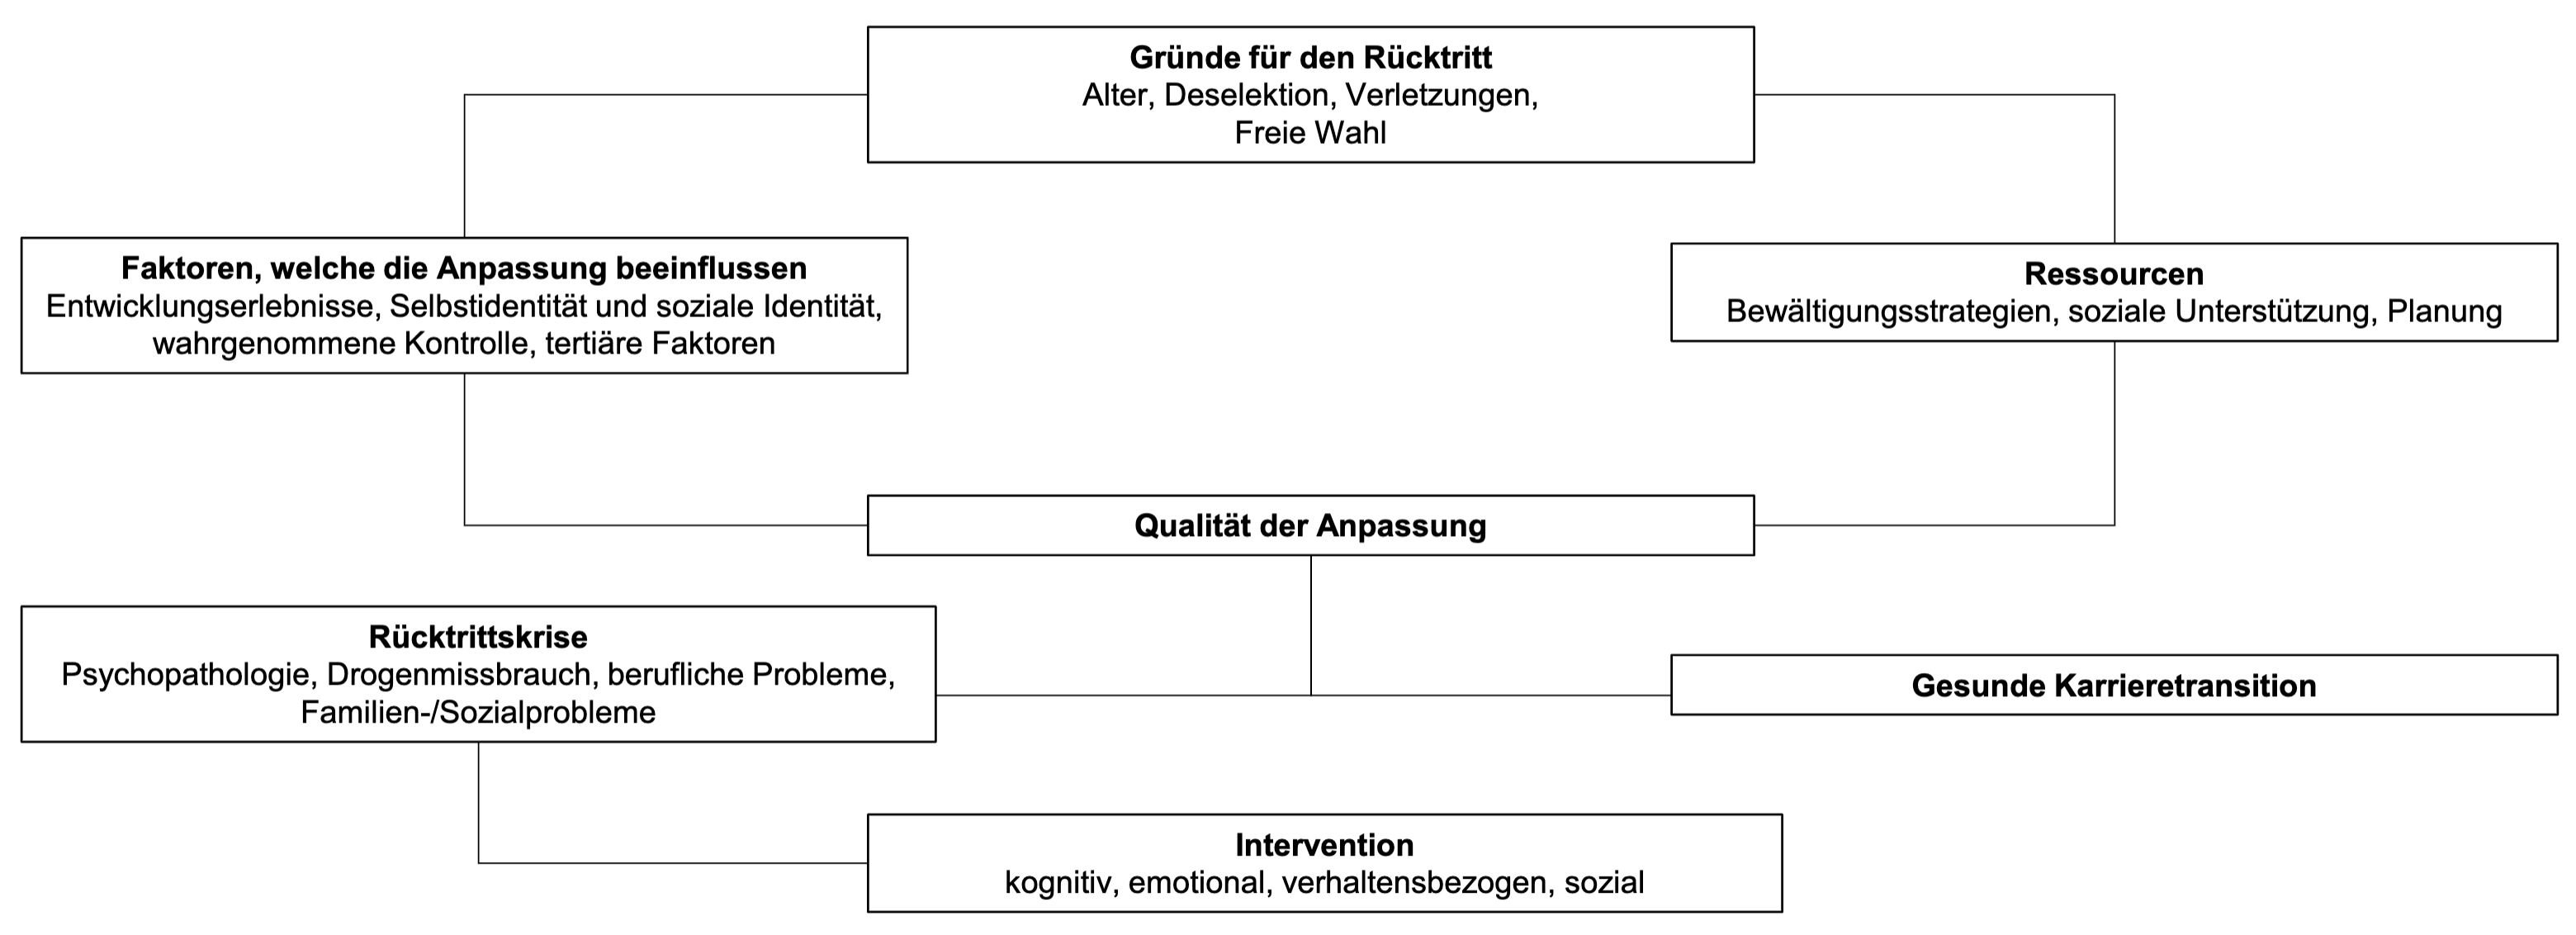 Gründe für den Rücktritt
Alter, Deselektion, Verletzungen,
Freie Wahl
Faktoren, welche die Anpassung beeinflussen
Entwicklungserlebnisse, Selbstidentität und soziale Identität,
wahrgenommene Kontrolle, tertiäre Faktoren
Ressourcen
Bewältigungsstrategien, soziale Unterstützung, Planung
Qualität der Anpassung
Rücktrittskrise
Psychopathologie, Drogenmissbrauch, berufliche Probleme,
Familien-/Sozialprobleme
Gesunde Karrieretransition
Intervention
kognitiv, emotional, verhaltensbezogen, sozial